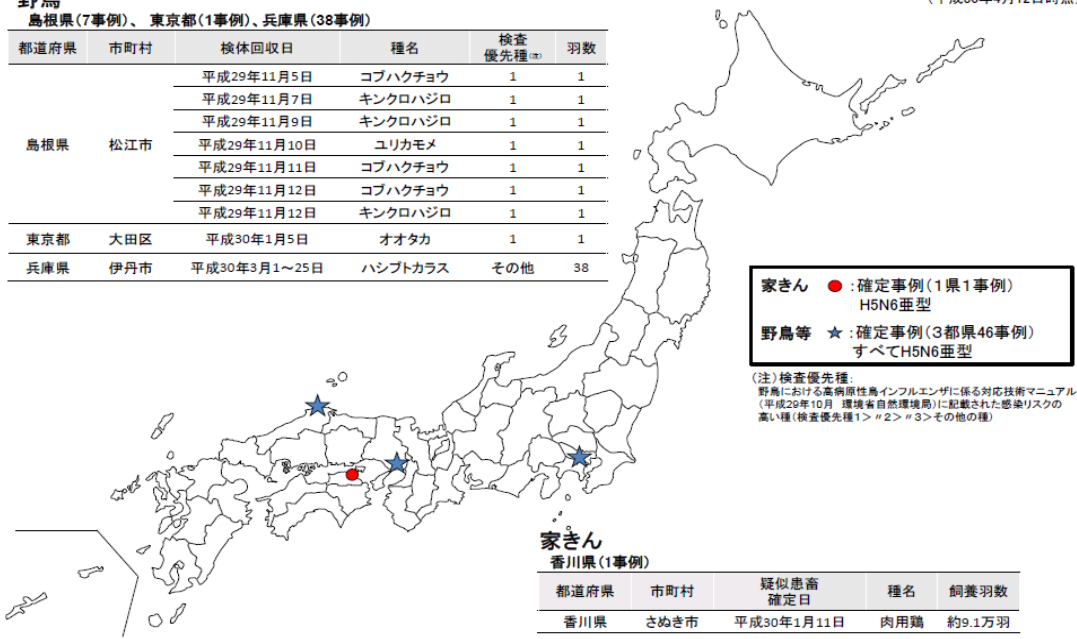 野鳥
(平成30年4月12日時点)
島根県(7事例)、 東京都(1事例)、兵庫県(38事例)
都道府県 市町村 検体回収日 種名 検査優先種(注) 羽数
島根県 松江市 平成29年11月5日 コブハクチョウ 1 1
平成29年11月7日 キンクロハジロ 1 1
平成29年11月9日 キンクロハジロ 1 1
平成29年11月10日 ユリカモメ 1 1
平成29年11月11日 コブハクチョウ 1 1
平成29年11月12日 コブハクチョウ 1 1
平成29年11月12日 キンクロハジロ 1 1
東京都 大田区 平成30年1月5日 オオタカ 1 1
兵庫県 伊丹市 平成30年3月1~25日 ハシブトカラス その他 38
家きん :確定事例(1県1事例)
H5N6亜型
野鳥等 :確定事例(3都県46事例)
すべてH5N6亜型
(注)検査優先種:
野鳥における高病原性鳥インフルエンザに係る対応技術マニュアル
(平成29年10月 環境省自然環境局)に記載された感染リスクの
高い種(検査優先種1>〃2>〃3>その他の種)
家きん
香川県(1事例)
都道府県 市町村 疑似患畜確定日 種名 飼養羽数
香川県 さぬき市 平成30年1月11日 肉用鶏 約9.1万羽